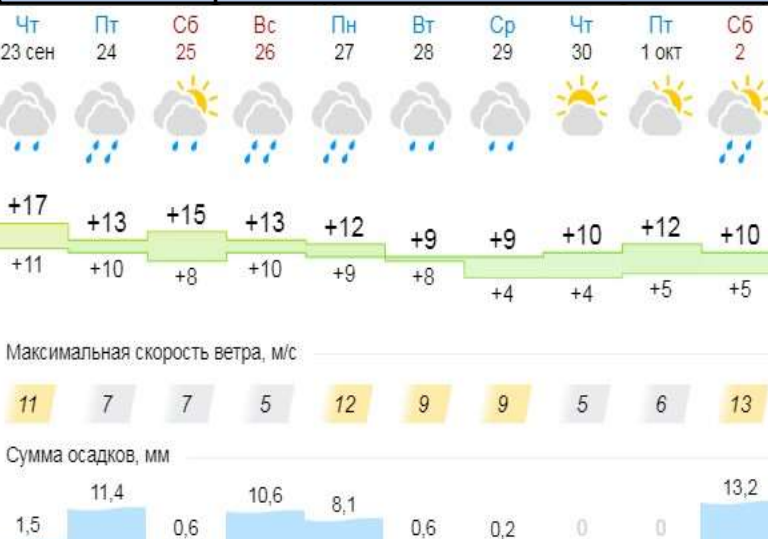 Чт Пт Сб Вс Пн Вт Ср Чт Пт Сб
23 сен 24 25 26 27 28 29 30 1 окт 2
+17 +13 +15 +13 +12 +9 +9 +10 +12 +10
+11 +10 +8 +10 +9 +8 +4 +4 +5 +5
Максимальная скорость ветра, м/с
11 7 7 5 12 9 9 5 6 13
Сумма осадков, мм
1,5 11,4 0,6 10,6 8,1 0,6 0,2 0 0 13,2